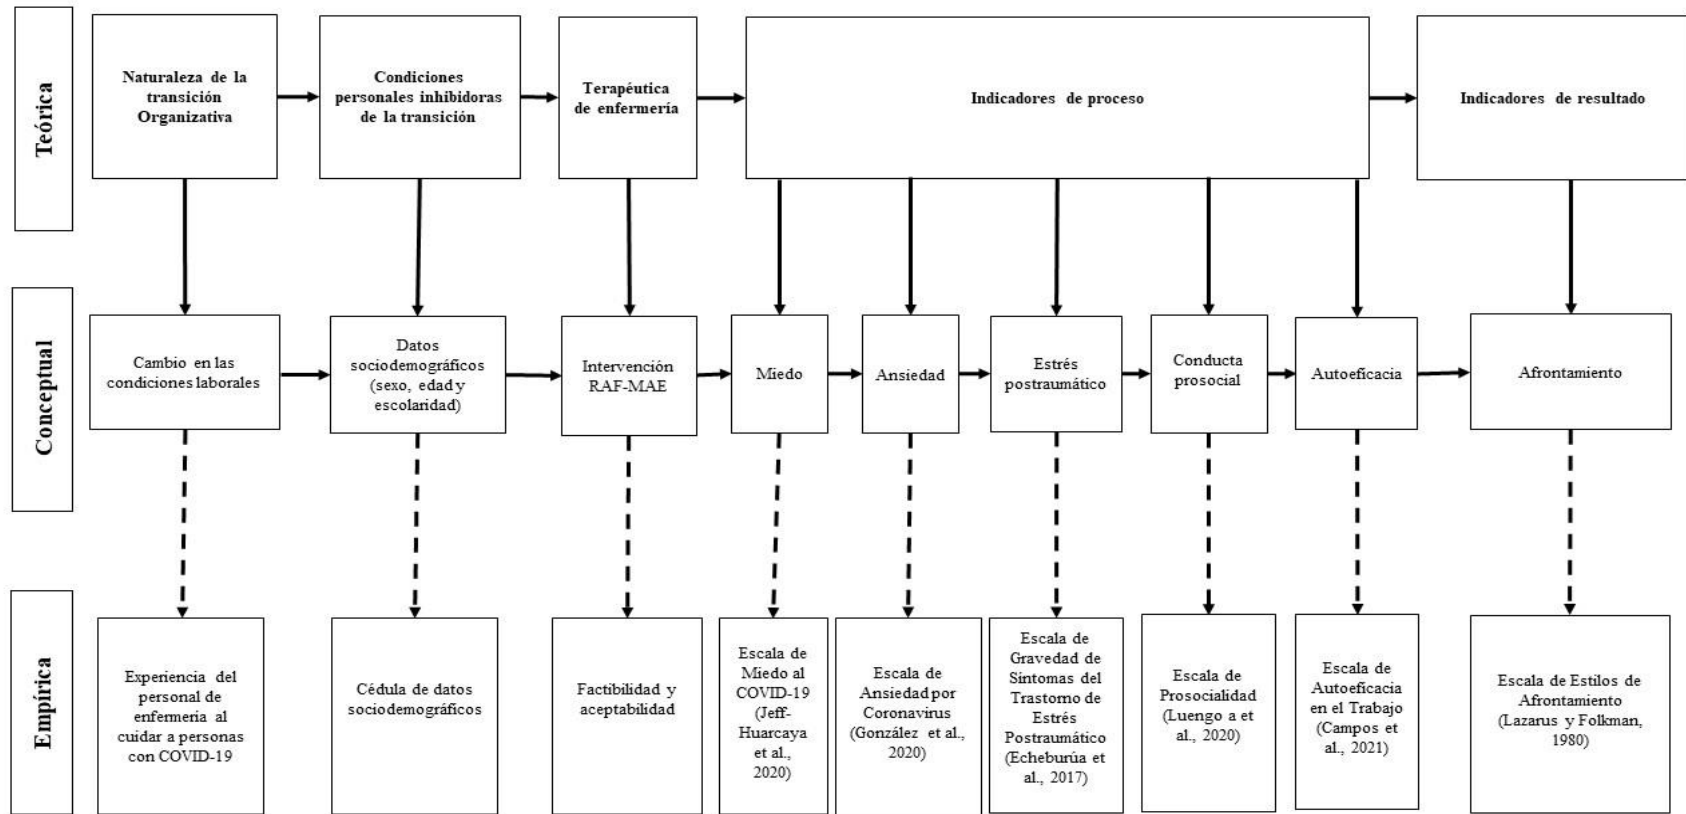 Teórica
Naturaleza de la
transición
Organizativa
Condiciones
personales inhibidoras
de la transición
Terapéutica
de enfermería
Indicadores de proceso
Indicadores de resultado
Conceptual
Cambio en las
condiciones laborales
Datos
sociodemográficos
(sexo, edad y
escolaridad)
Intervención
RAF-MAE
Miedo
Ansiedad
Estrés
postraumático
Conducta
prosocial
Autoeficacia
Afrontamiento
Empírica
Experiencia del
personal de
enfermería al
cuidar a personas
con COVID-19
Cédula de datos
sociodemográficos
Factibilidad y
aceptabilidad
Escala de
Miedo al
COVID-19
(Jeff-
Huarcaya
et al.,
2020)
Escala de
Ansiedad por
Coronavirus
(González et al.,
2020)
Escala de
Gravedad de
Síntomas del
Trastorno de
Estrés
Postraumático
(Echeburúa et
al., 2017)
Escala de
Prosocialidad
(Luengo a et
al., 2020)
Escala de
Autoeficacia
en el Trabajo
(Campos et
al., 2021)
Escala de Estilos de
Afrontamiento
(Lazarus y Folkman,
1980)